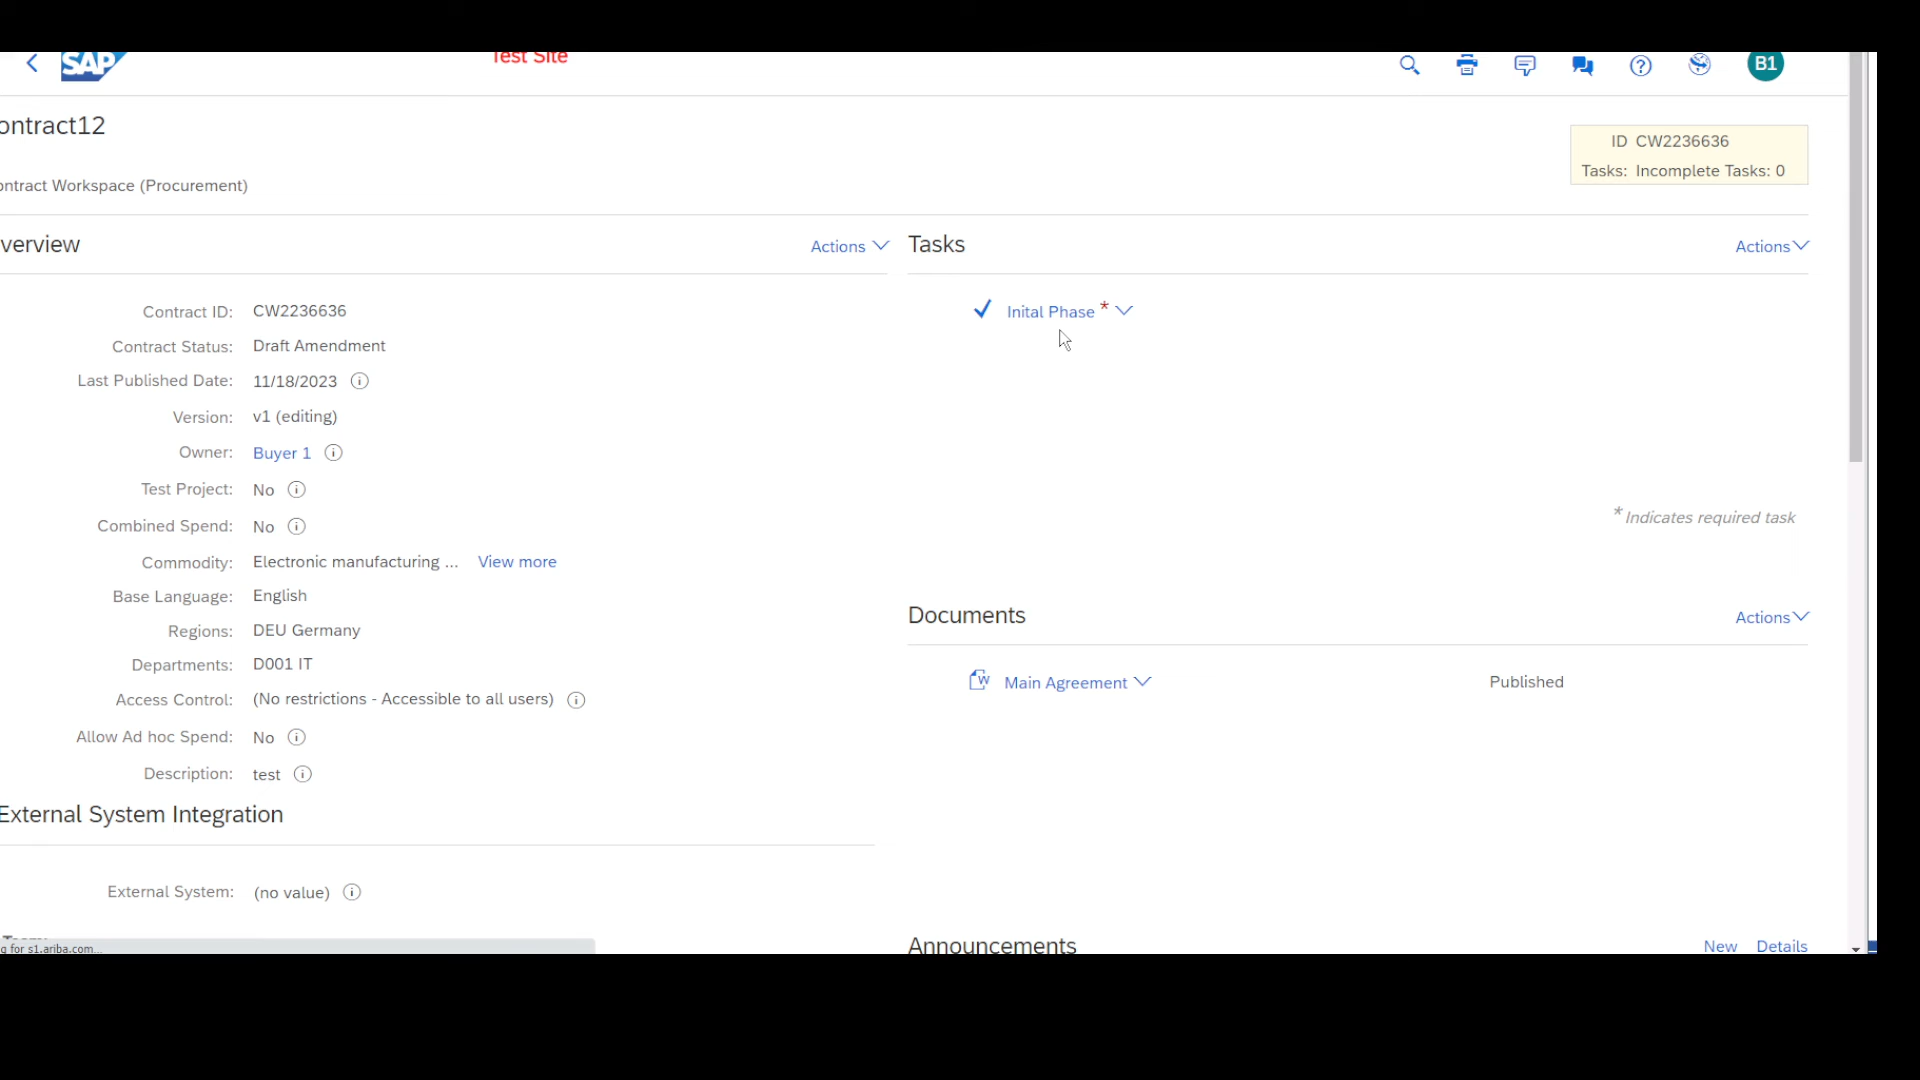 SAP
Test Site
B1
ontract12
ID CW2236636
Tasks: Incomplete Tasks: 0
ontract Workspace (Procurement)
verview
Actions
Tasks
Actions
Contract ID: CW2236636
Inital Phase *
Contract Status: Draft Amendment
Last Published Date: 11/18/2023
Version: v1 (editing)
Owner: Buyer 1
Test Project: No
* Indicates required task
Combined Spend: No
Commodity: Electronic manufacturing ... View more
Base Language: English
Documents
Actions
Regions: DEU Germany
Departments: D001 IT
Main Agreement
Published
Access Control: (No restrictions - Accessible to all users)
Allow Ad hoc Spend: No
Description: test
External System Integration
External System: (no value)
Announcements
New Details
g for s1.ariba.com...